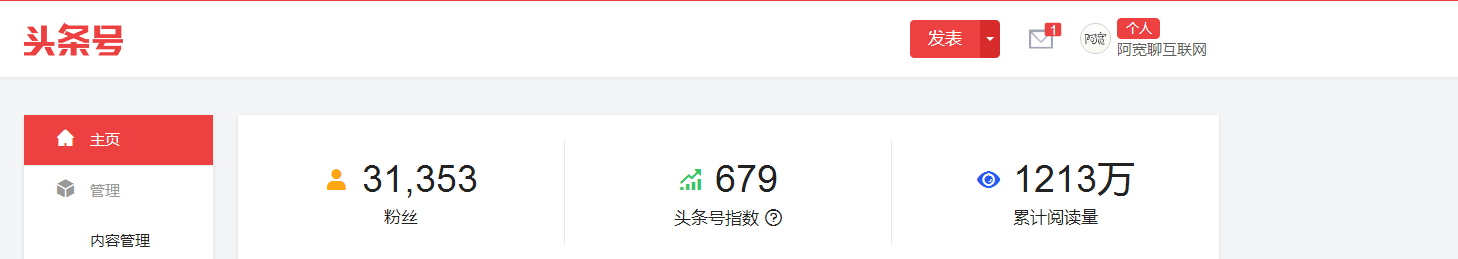 头条号
发表
1
阿宽
个人
阿宽聊互联网
主页
管理
内容管理
31,353
粉丝
679
头条号指数 ?
1213万
累计阅读量